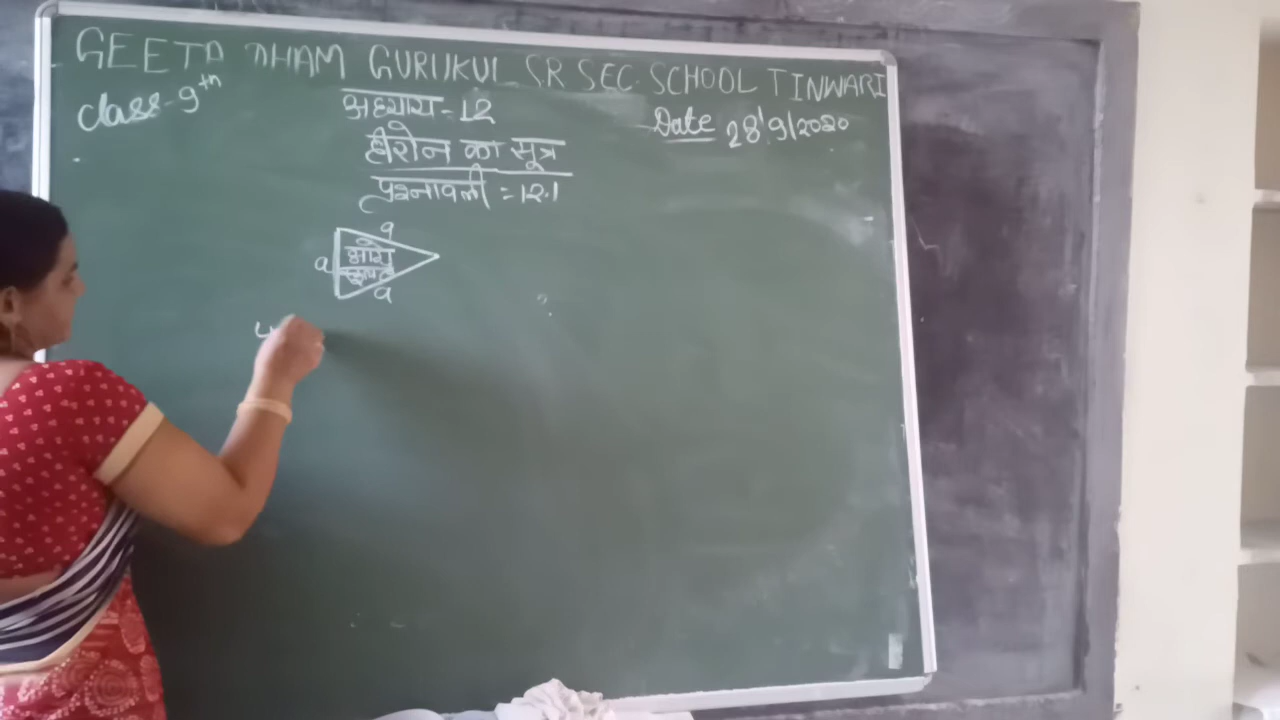 GEETA DHAM GURUKUL SR SEC. SCHOOL TINWARI
class-9th
अध्याय-12
Date 28/9/2020
हीरोन का सूत्र
प्रश्नावली = 12.1
a
a
a